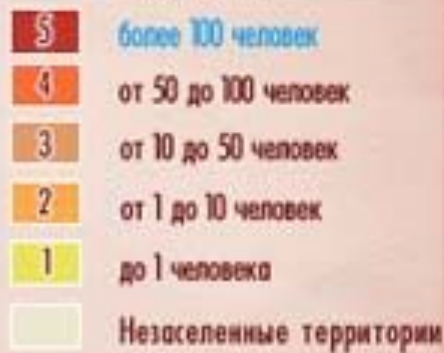 5 более 100 человек
4 от 50 до 100 человек
3 от 10 до 50 человек
2 от 1 до 10 человек
1 до 1 человека
Незаселенные территории